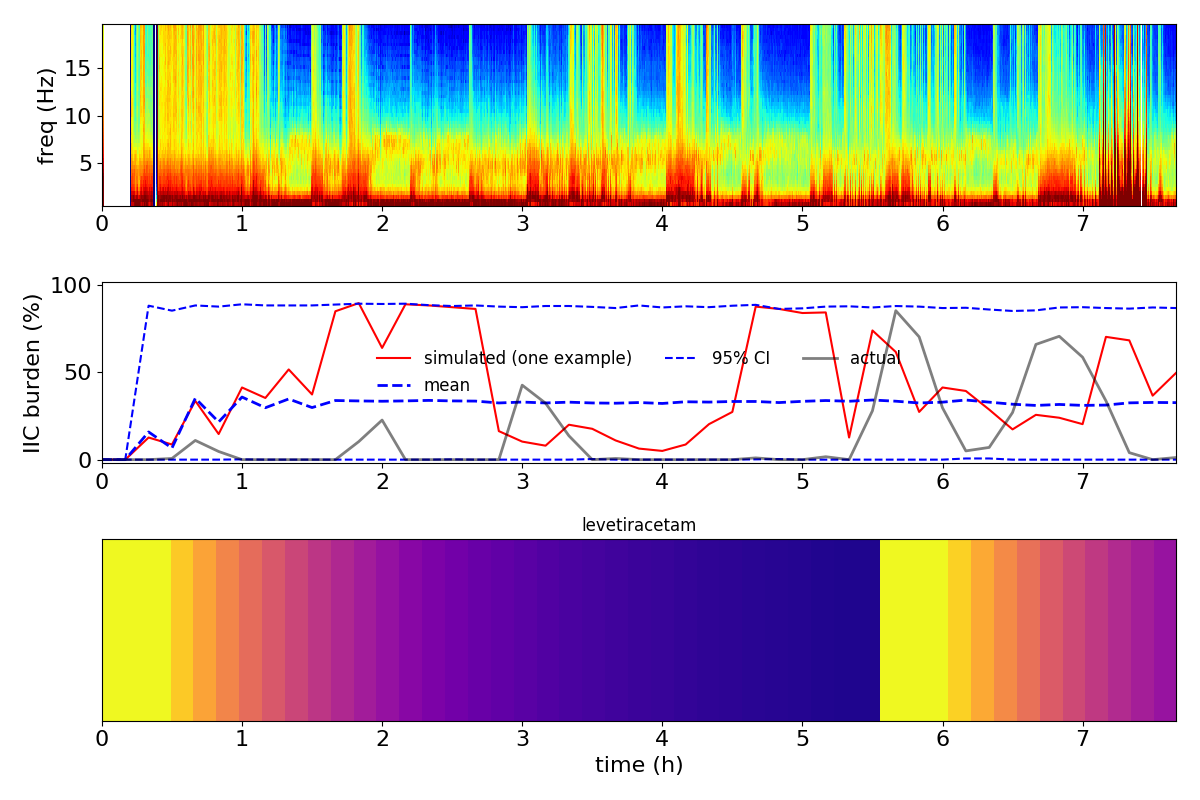 freq (Hz)
15
10
5
0 1 2 3 4 5 6 7
IIC burden (%)
100
50
0
simulated (one example) 95% CI actual
mean
0 1 2 3 4 5 6 7
levetiracetam
0 1 2 3 4 5 6 7
time (h)